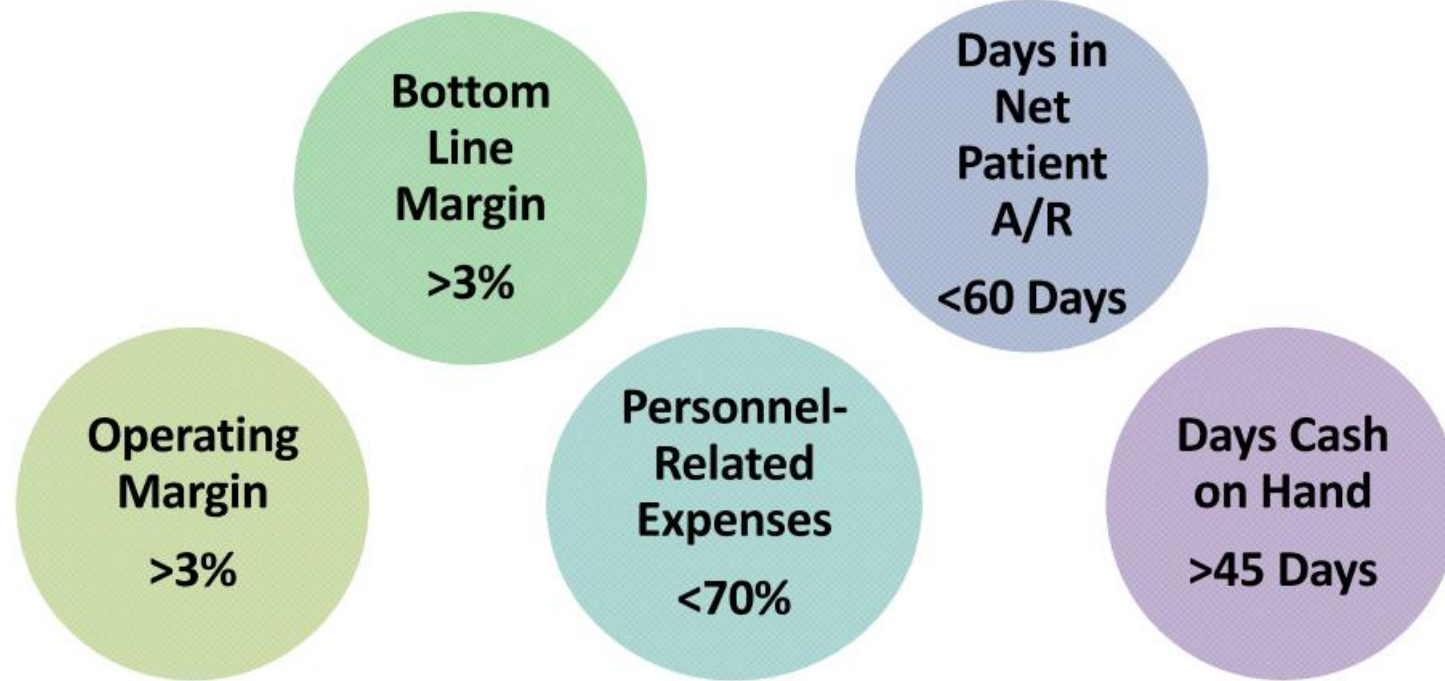 Bottom
Line
Margin
>3%
Days in
Net
Patient
A/R
<60 Days
Operating
Margin
>3%
Personnel-
Related
Expenses
<70%
Days Cash
on Hand
>45 Days